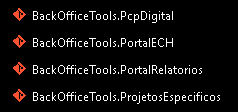 BackOfficeTools.PcpDigital
BackOfficeTools.PortalECH
BackOfficeTools.PortalRelatorios
BackOfficeTools.ProjetosEspecificos